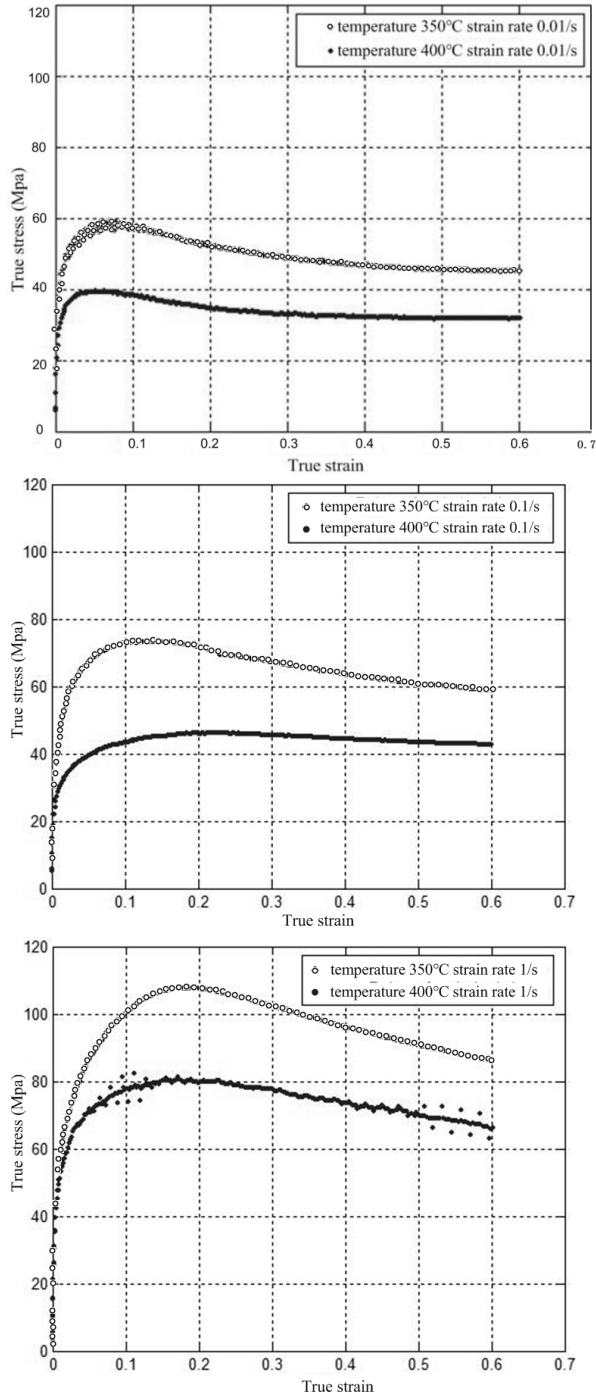 120
100
80
60
40
20
0
True stress (Mpa)
temperature 350℃ strain rate 0.01/s
temperature 400℃ strain rate 0.01/s
0 0.1 0.2 0.3 0.4 0.5 0.6 0.7
True strain
120
100
80
60
40
20
0
True stress (Mpa)
temperature 350℃ strain rate 0.1/s
temperature 400℃ strain rate 0.1/s
0 0.1 0.2 0.3 0.4 0.5 0.6 0.7
True strain
120
100
80
60
40
20
0
True stress (Mpa)
temperature 350℃ strain rate 1/s
temperature 400℃ strain rate 1/s
0 0.1 0.2 0.3 0.4 0.5 0.6 0.7
True strain